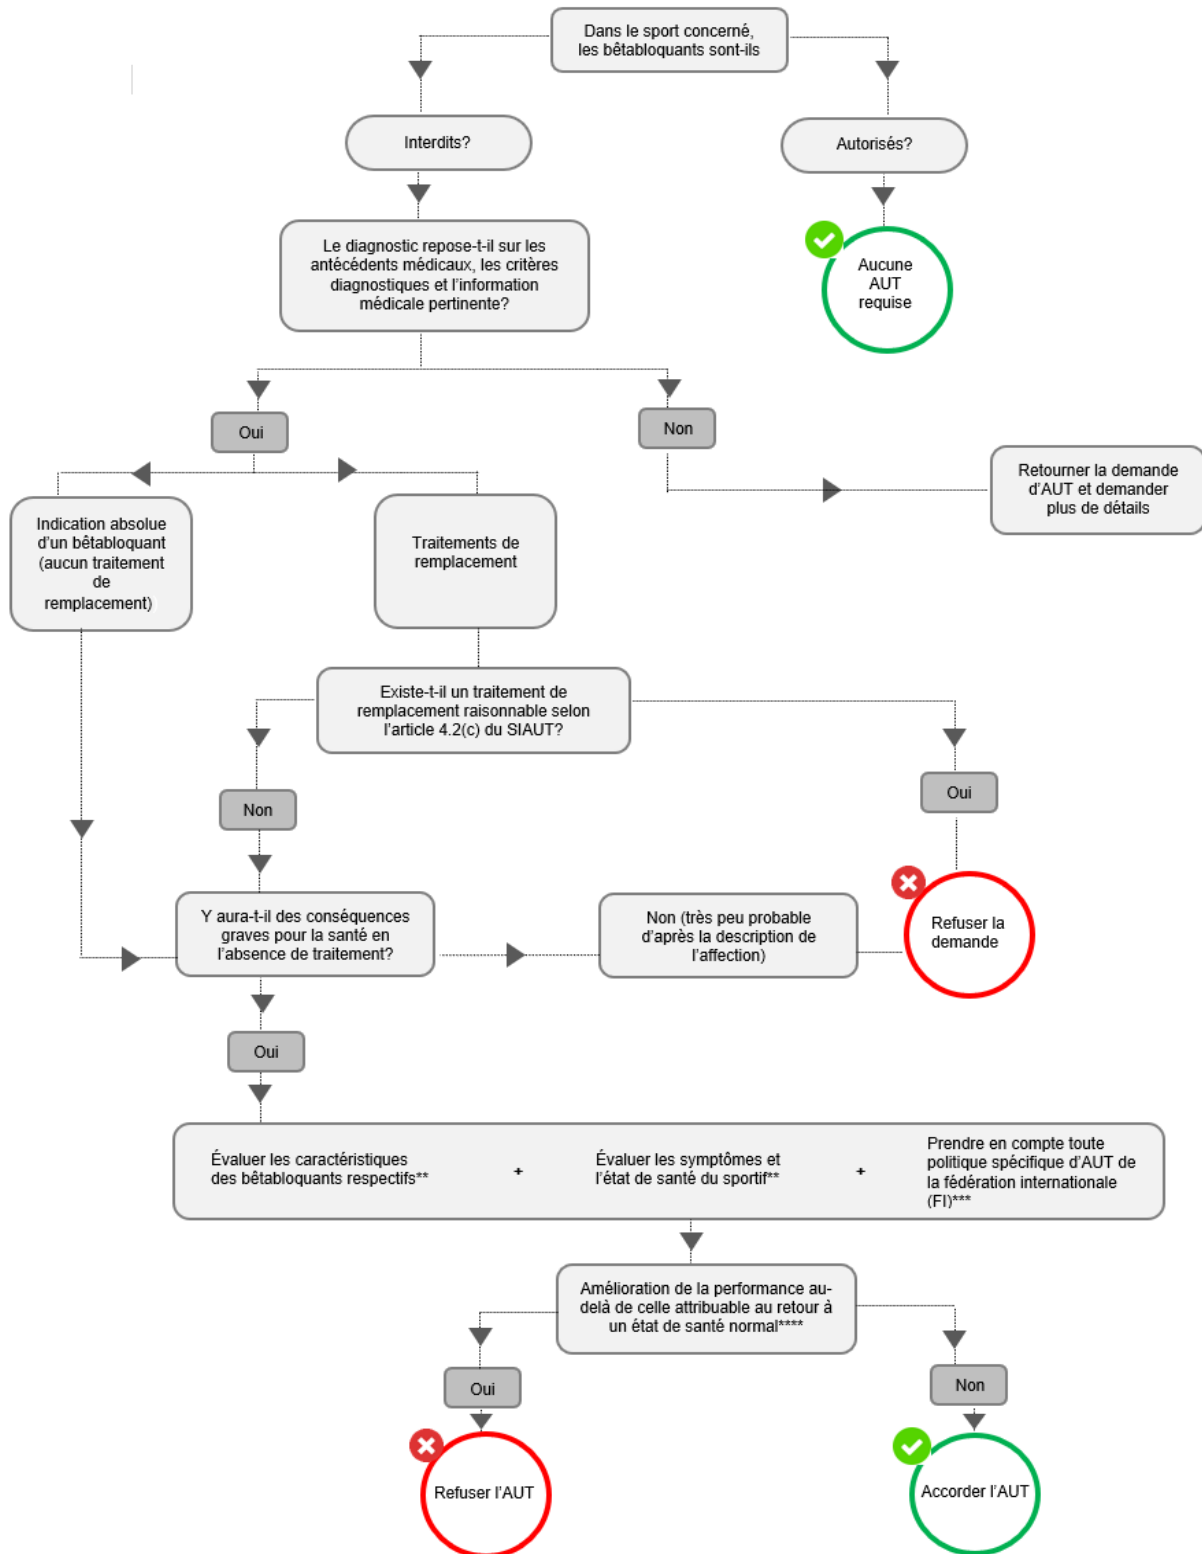 Dans le sport concerné,
les bêtabloquants sont-ils
Interdits?
Autorisés?
Le diagnostic repose-t-il sur les
antécédents médicaux, les critères
diagnostiques et l'information
médicale pertinente?
Aucune
AUT
requise
Oui
Non
Retourner la demande
d'AUT et demander
plus de détails
Indication absolue
d'un bêtabloquant
(aucun traitement
de
remplacement)
Traitements de
remplacement
Existe-t-il un traitement de
remplacement raisonnable selon
l'article 4.2(c) du SIAUT?
Non
Oui
Y aura-t-il des conséquences
graves pour la santé en
l'absence de traitement?
Non (très peu probable
d'après la description de
l'affection)
Refuser la
demande
Oui
Évaluer les caractéristiques
des bêtabloquants respectifs**
+
Évaluer les symptômes et
l'état de santé du sportif**
+
Prendre en compte toute
politique spécifique d'AUT de
la fédération internationale
(FI)***
Amélioration de la performance au-
delà de celle attribuable au retour à
un état de santé normal****
Oui
Non
Refuser l'AUT
Accorder l'AUT